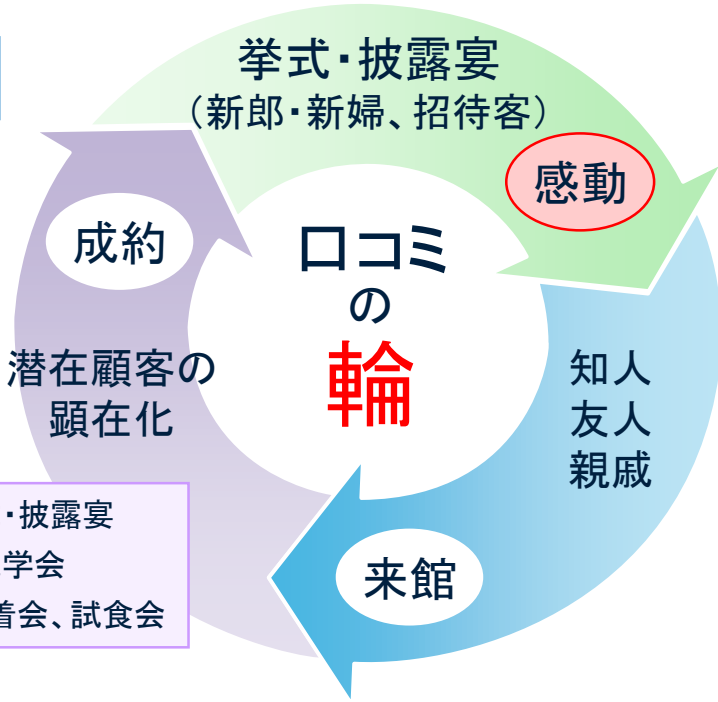 挙式・披露宴
（新郎・新婦、招待客）
感動
口コミ
の
輪
知人
友人
親戚
来館
成約
潜在顧客の
顕在化
・披露宴
学会
着会、試食会